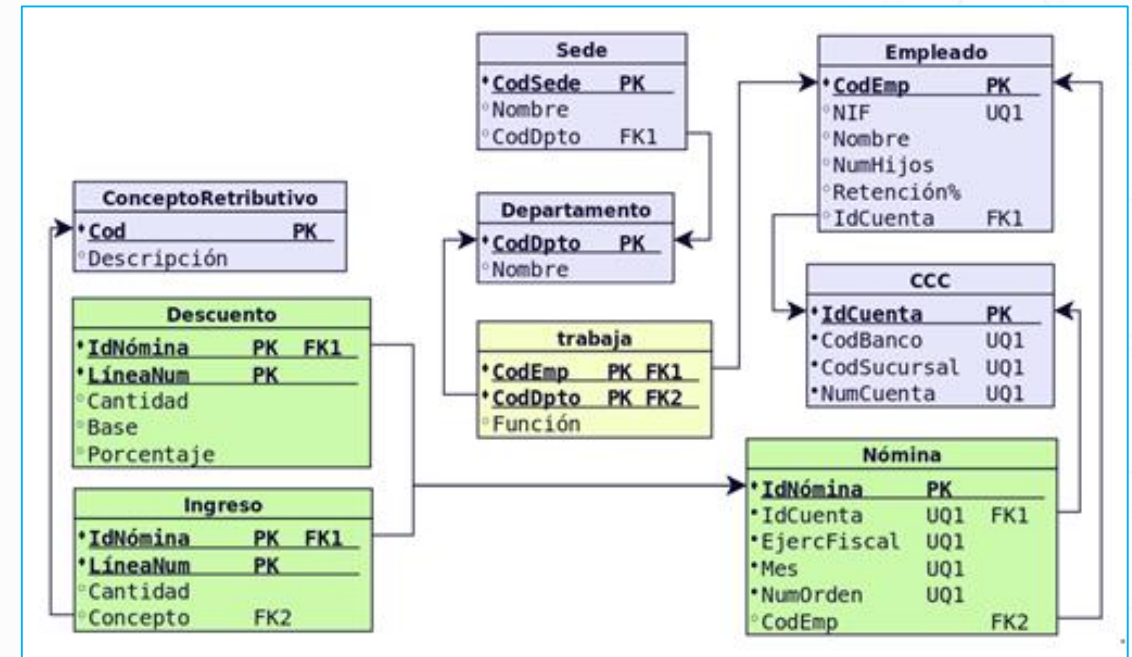 Sede
CodSede PK
Nombre
CodDpto FK1
Empleado
CodEmp PK
NIF UQ1
Nombre
NumHijos
Retención%
IdCuenta FK1
ConceptoRetributivo
Cod PK
Descripción
Departamento
CodDpto PK
Nombre
CCC
IdCuenta PK
CodBanco UQ1
CodSucursal UQ1
NumCuenta UQ1
Descuento
IdNómina PK FK1
LíneaNum PK
Cantidad
Base
Porcentaje
trabaja
CodEmp PK FK1
CodDpto PK FK2
Función
Ingreso
IdNómina PK FK1
LíneaNum PK
Cantidad
Concepto FK2
Nómina
IdNómina PK
IdCuenta UQ1 FK1
EjercFiscal UQ1
Mes UQ1
NumOrden UQ1
CodEmp FK2